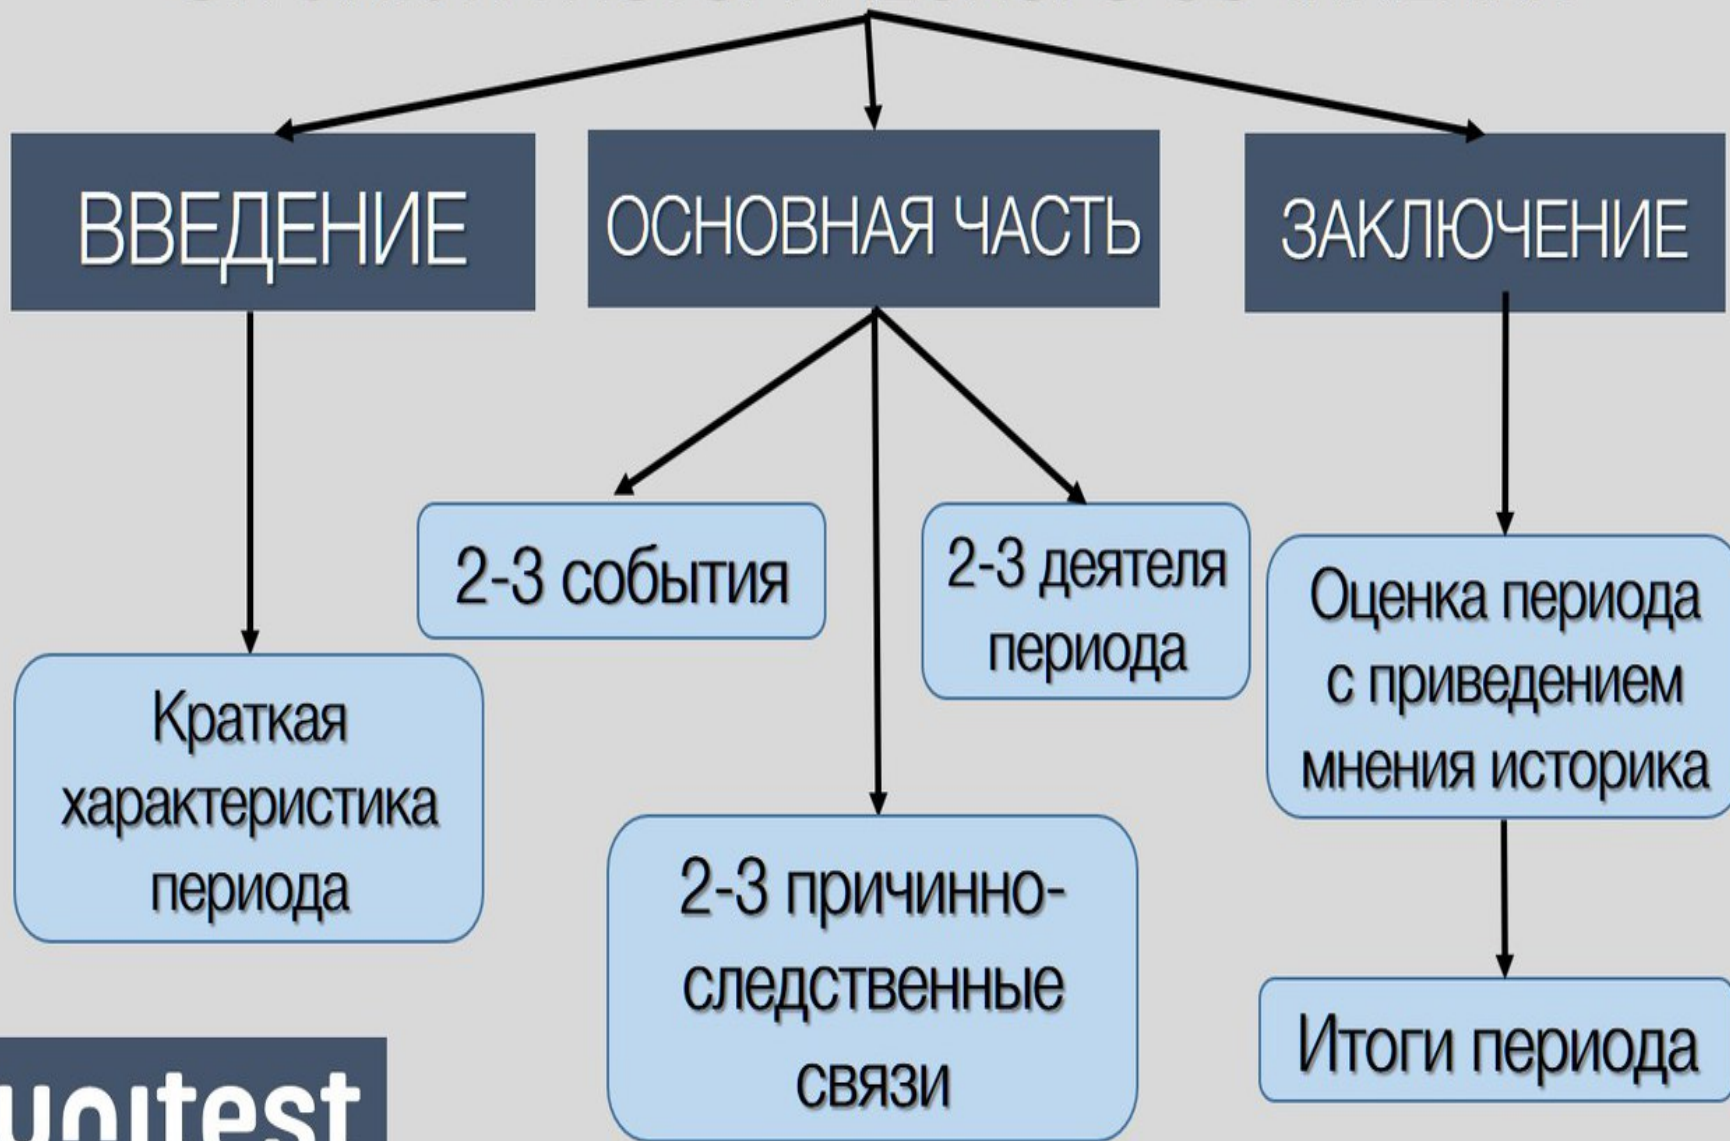 ВВЕДЕНИЕ
ОСНОВНАЯ ЧАСТЬ
ЗАКЛЮЧЕНИЕ
2-3 события
2-3 деятеля
периода
Оценка периода
с приведением
мнения историка
Краткая
характеристика
периода
2-3 причинно-
следственные
связи
Итоги периода
unitest